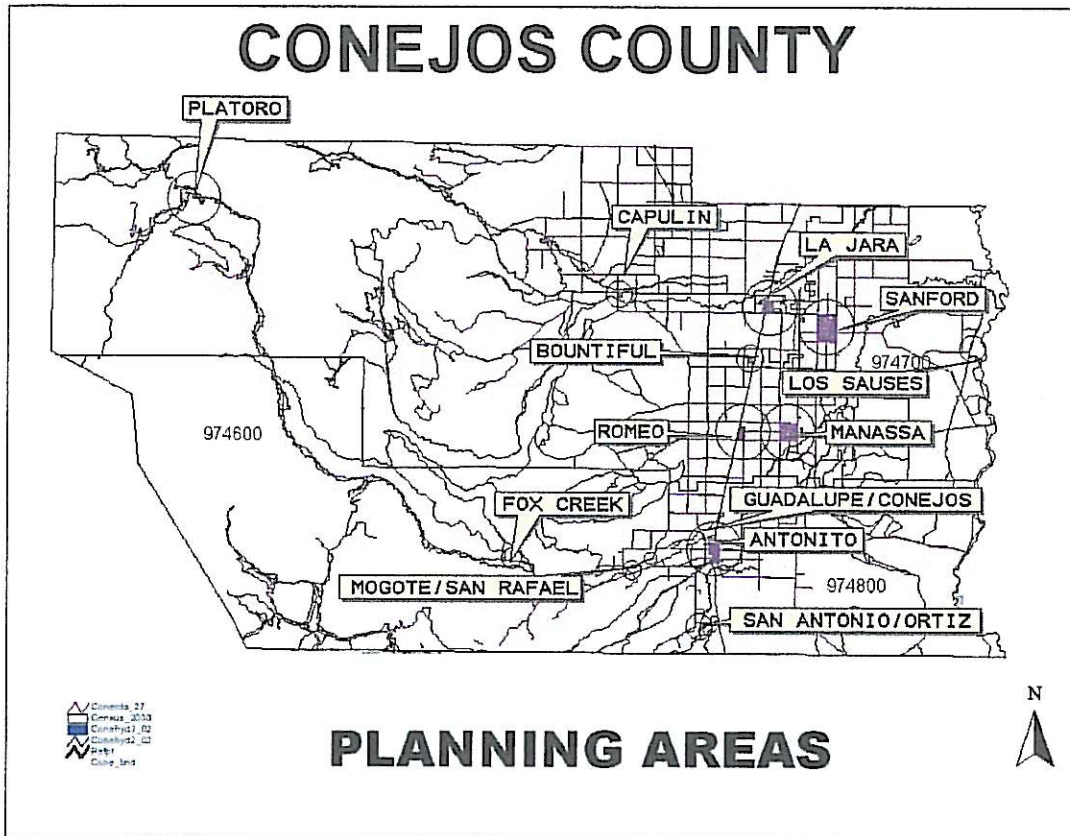 CONEJOS COUNTY
PLATORO
CAPULIN
LA JARA
SANFORD
BOUNTIFUL
974700
LOS SAUSES
974600
ROMEO
MANASSA
FOX CREEK
GUADALUPE/CONEJOS
ANTONITO
MOGOTE/SAN RAFAEL
974800
SAN ANTONIO/ORTIZ
N
PLANNING AREAS